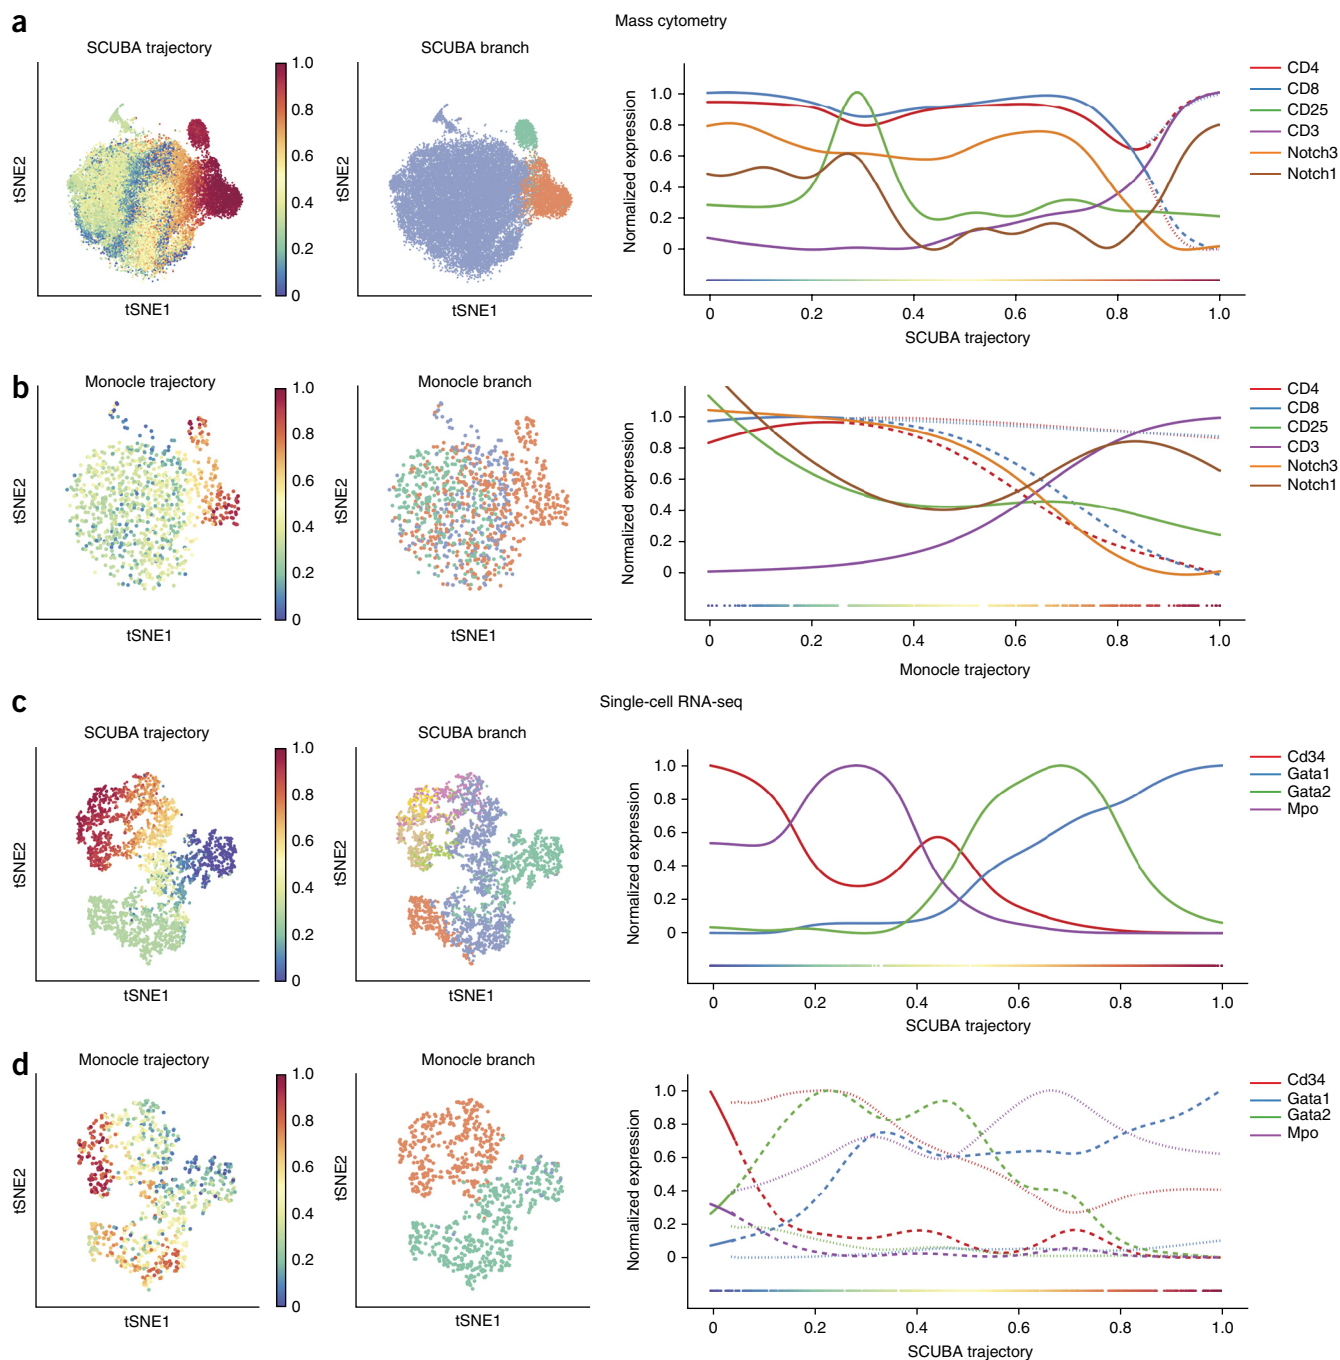 a
Mass cytometry
SCUBA trajectory
tSNE2
tSNE1
1.0
0.8
0.6
0.4
0.2
0
SCUBA branch
tSNE2
tSNE1
Normalized expression
1.0
0.8
0.6
0.4
0.2
0
0 0.2 0.4 0.6 0.8 1.0
SCUBA trajectory
CD4
CD8
CD25
CD3
Notch3
Notch1
b
Monocle trajectory
tSNE2
tSNE1
1.0
0.8
0.6
0.4
0.2
0
Monocle branch
tSNE2
tSNE1
Normalized expression
1.0
0.8
0.6
0.4
0.2
0
0 0.2 0.4 0.6 0.8 1.0
Monocle trajectory
CD4
CD8
CD25
CD3
Notch3
Notch1
c
Single-cell RNA-seq
SCUBA trajectory
tSNE2
tSNE1
1.0
0.8
0.6
0.4
0.2
0
SCUBA branch
tSNE2
tSNE1
Normalized expression
1.0
0.8
0.6
0.4
0.2
0
0 0.2 0.4 0.6 0.8 1.0
SCUBA trajectory
Cd34
Gata1
Gata2
Mpo
d
Monocle trajectory
tSNE2
tSNE1
1.0
0.8
0.6
0.4
0.2
0
Monocle branch
tSNE2
tSNE1
Normalized expression
1.0
0.8
0.6
0.4
0.2
0
0 0.2 0.4 0.6 0.8 1.0
SCUBA trajectory
Cd34
Gata1
Gata2
Mpo